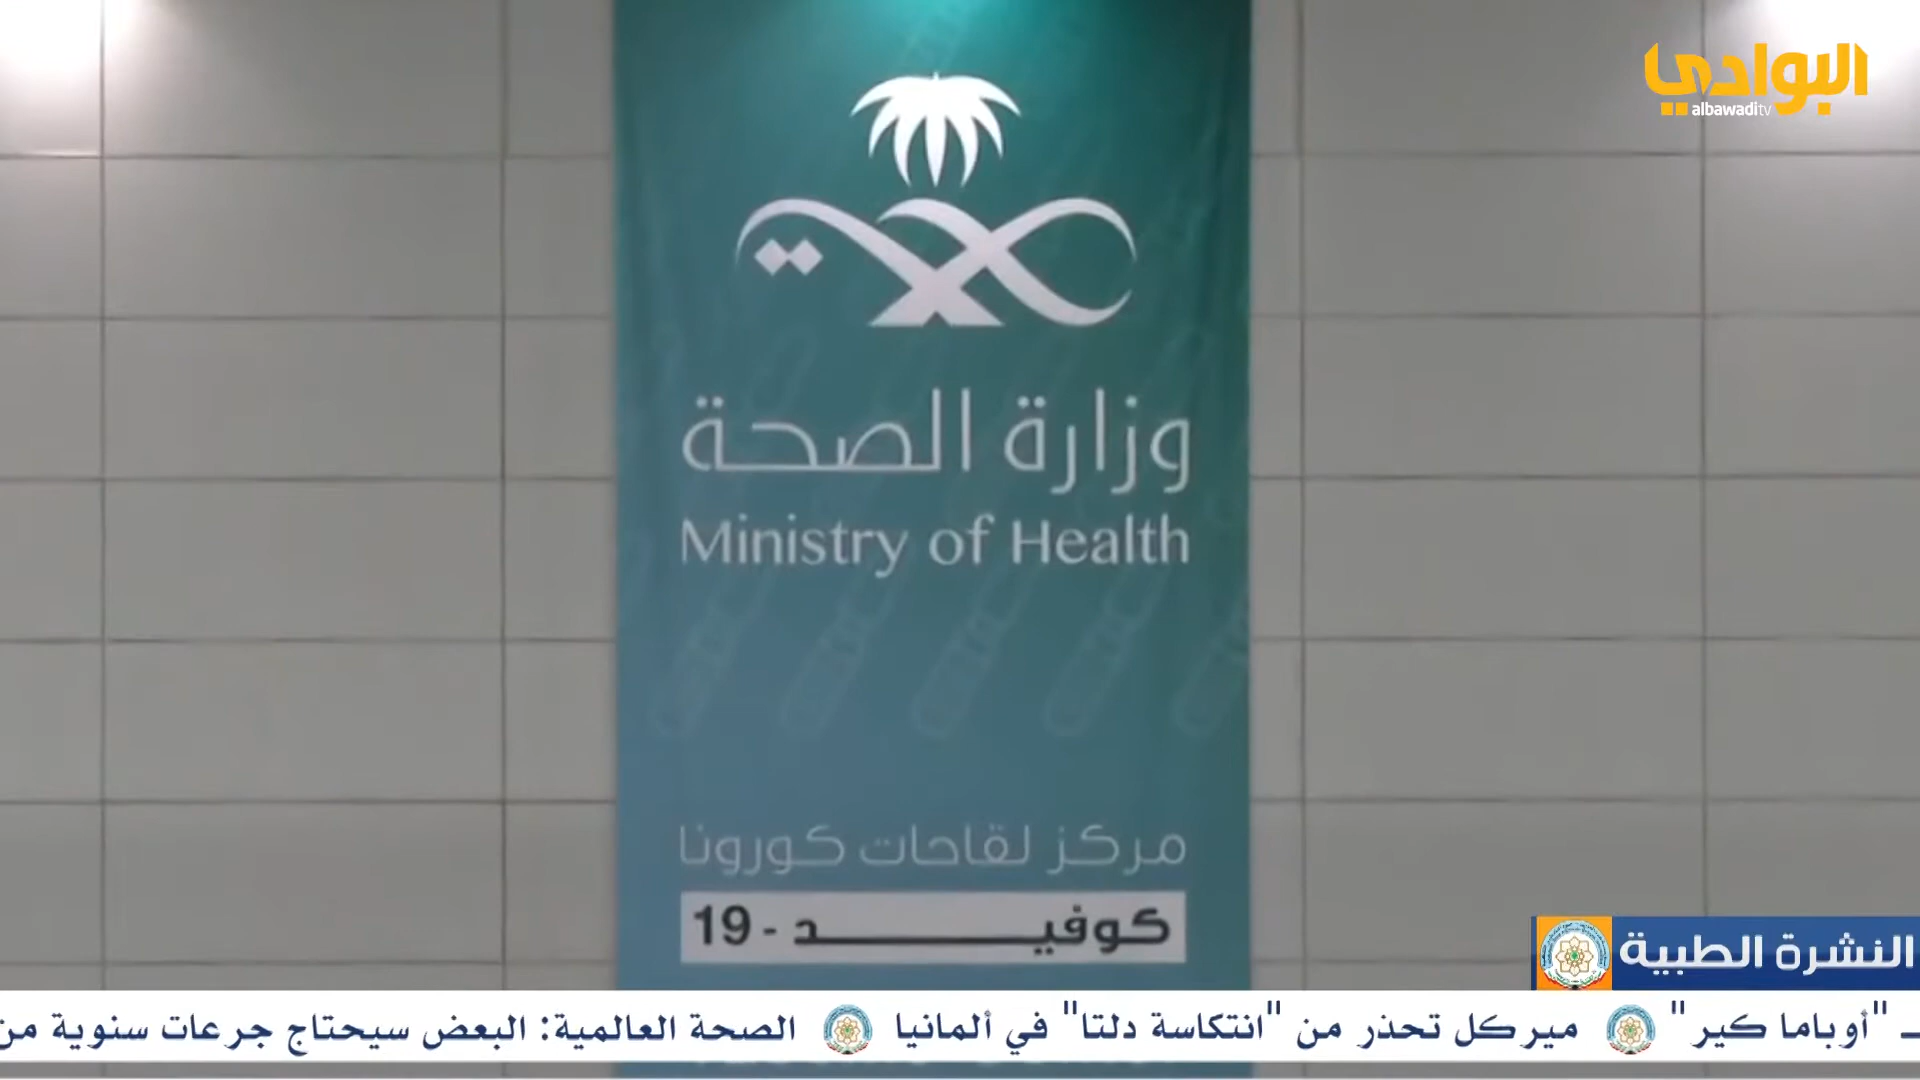 البوادي
albawaditv
وزارة الصحة
Ministry of Health
مركز لقاحات كورونا
كوفيد - 19
النشرة الطبية
"أوباما كير"
ميركل تحذر من "انتكاسة دلتا" في ألمانيا
الصحة العالمية: البعض سيحتاج جرعات سنوية من